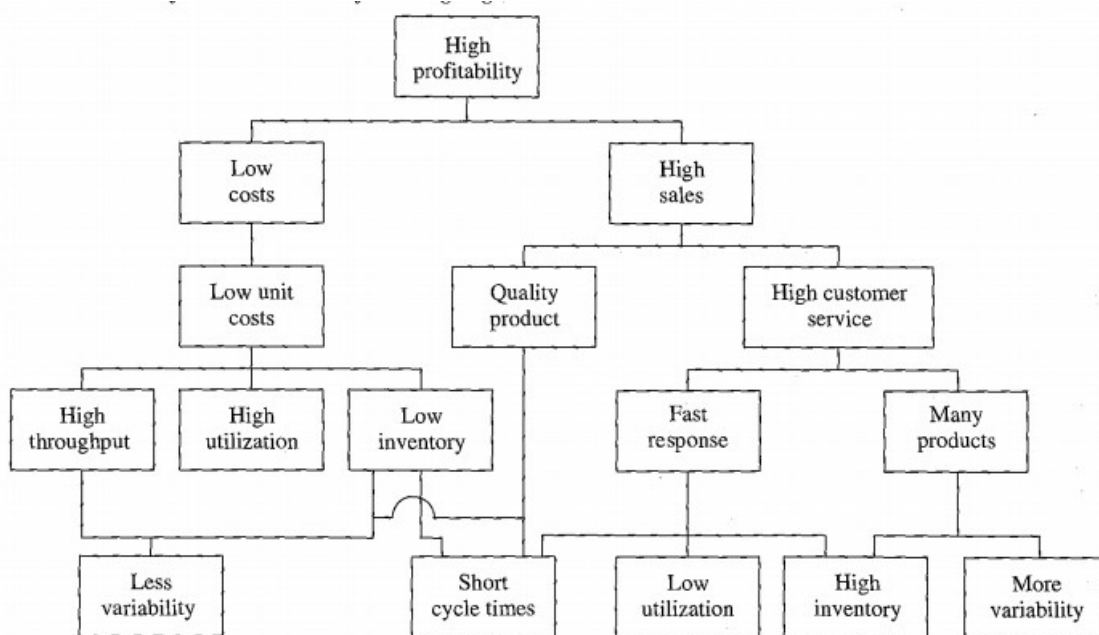 High
profitability
Low
costs
High
sales
Low unit
costs
Quality
product
High customer
service
High
throughput
High
utilization
Low
inventory
Fast
response
Many
products
Less
variability
Short
cycle times
Low
utilization
High
inventory
More
variability